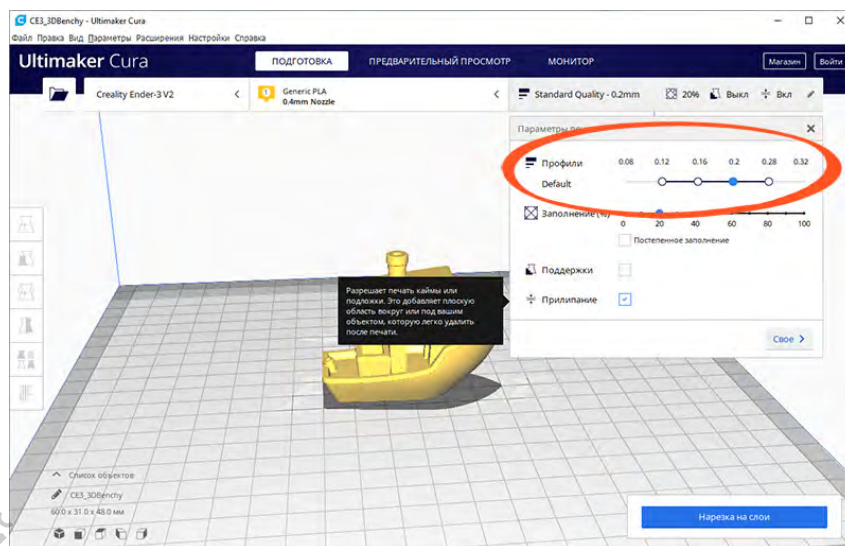 CE3_3DBenchy - Ultimaker Cura
Файл Правка Вид Параметры Расширения Настройки Справка
Ultimaker Cura ПОДГОТОВКА ПРЕДВАРИТЕЛЬНЫЙ ПРОСМОТР МОНИТОР Магазин Войти
Creality Ender-3 V2
Generic PLA
0.4mm Nozzle
Standard Quality - 0.2mm 20% Выкл Вкл
Параметры
Профили 0.08 0.12 0.16 0.2 0.28 0.32
Default
Заполнение (%)
0 20 40 60 80 100
Постепенное заполнение
Поддержки
Прилипание
Разрешает печать каймы или
подложки. Это добавляет плоскую
область вокруг или под вашим
объектом, которую легко удалить
после печати.
Свое
Список объектов
CE3_3DBenchy
60.0 x 31.0 x 48.0 мм
Нарезка на слои